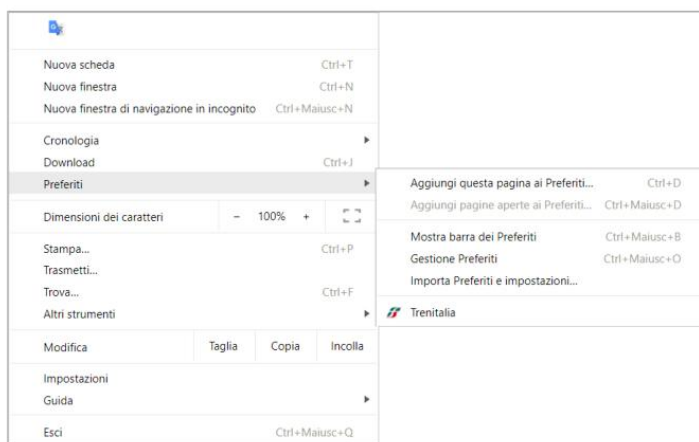 Nuova scheda Ctrl+T
Nuova finestra Ctrl+N
Nuova finestra di navigazione in incognito Ctrl+Maiusc+N
Cronologia
Download Ctrl+J
Preferiti
Dimensioni dei caratteri - 100% +
Stampa... Ctrl+P
Trasmetti...
Trova... Ctrl+F
Altri strumenti
Modifica Taglia Copia Incolla
Impostazioni
Guida
Esci Ctrl+Maiusc+Q
Aggiungi questa pagina ai Preferiti... Ctrl+D
Aggiungi pagine aperte ai Preferiti... Ctrl+Maiusc+D
Mostra barra dei Preferiti Ctrl+Maiusc+B
Gestione Preferiti Ctrl+Maiusc+O
Importa Preferiti e impostazioni...
Trenitalia